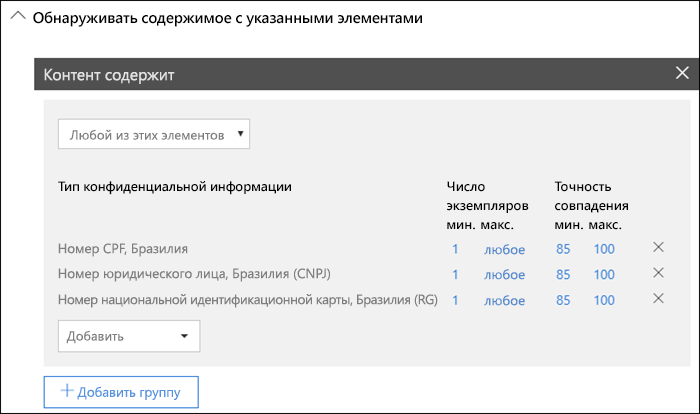 Обнаруживать содержимое с указанными элементами
Контент содержит
Любой из этих элементов
Тип конфиденциальной информации
Число экземпляров
мин. макс.
Точность совпадения
мин. макс.
Номер CPF, Бразилия 1 любое 85 100
Номер юридического лица, Бразилия (CNPJ) 1 любое 85 100
Номер национальной идентификационной карты, Бразилия (RG) 1 любое 85 100
Добавить
+ Добавить группу